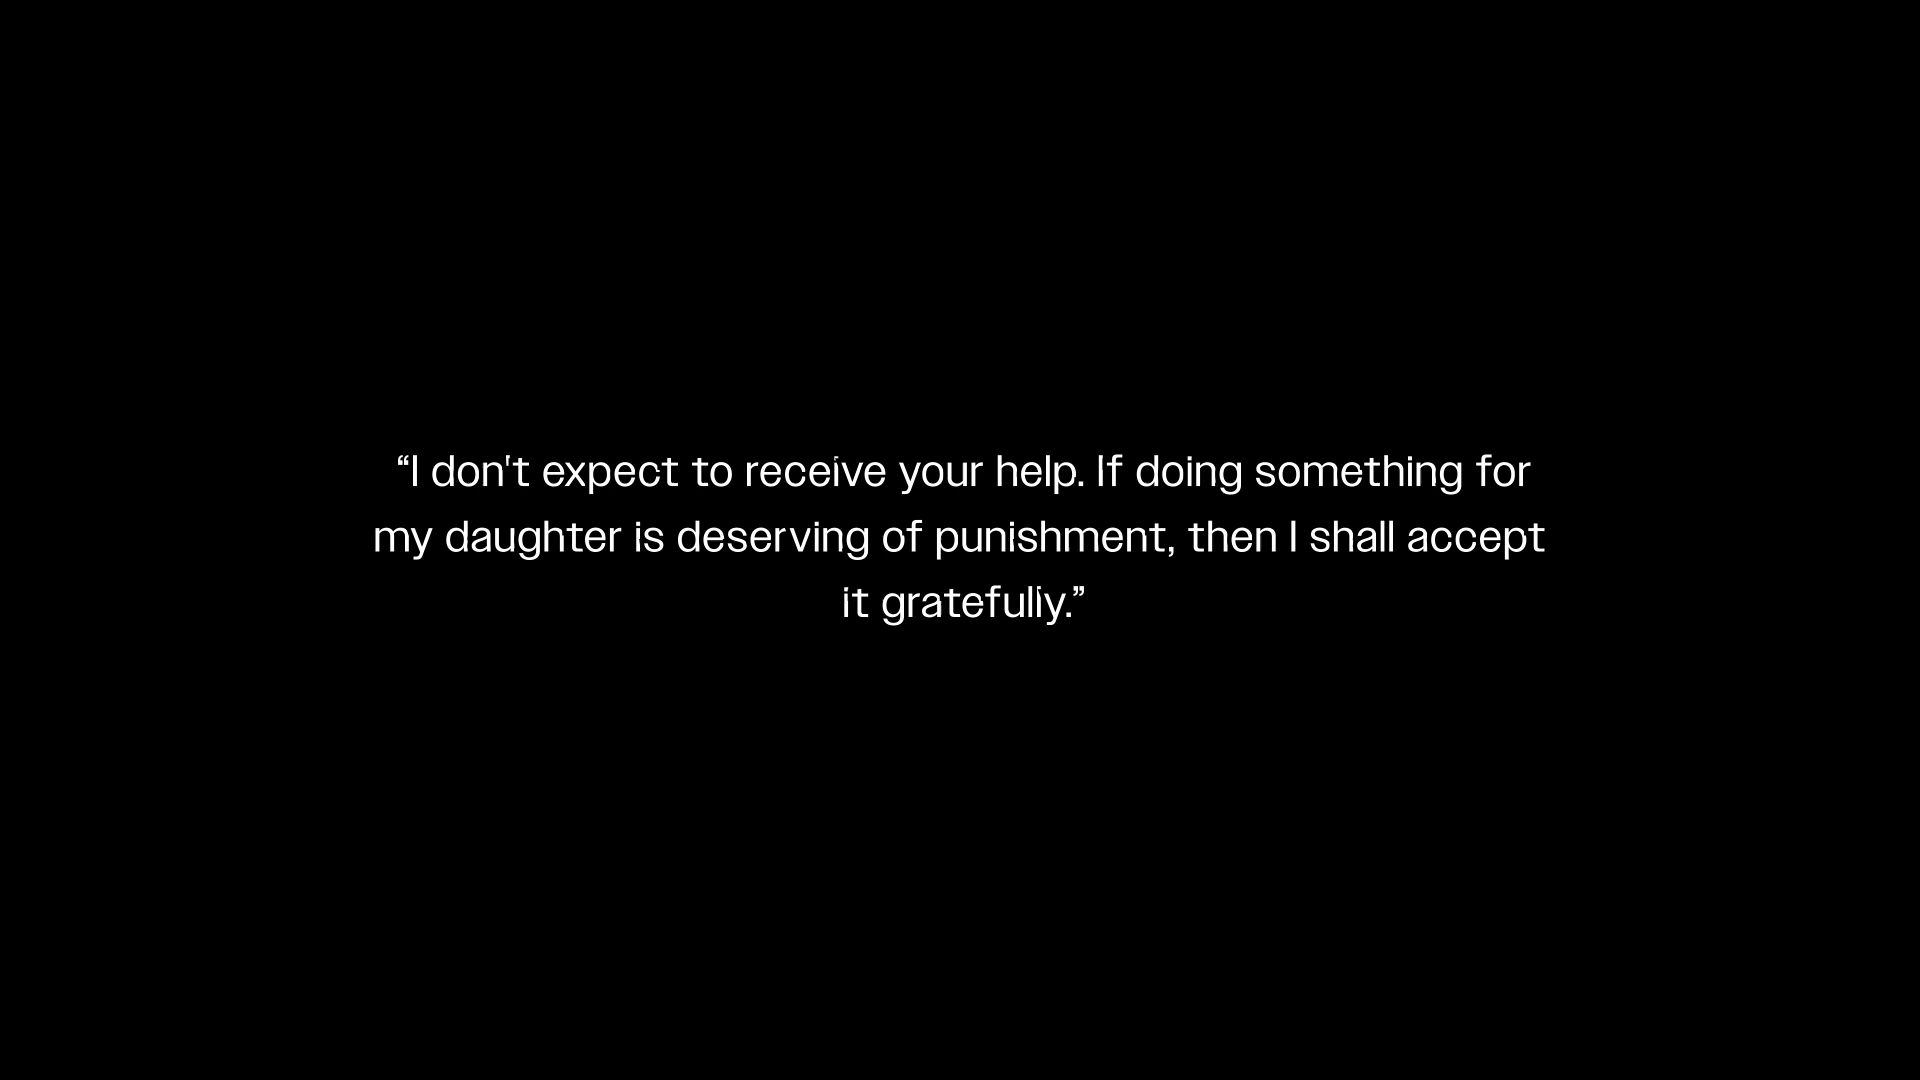 “I don't expect to receive your help. If doing something for
my daughter is deserving of punishment, then I shall accept
it gratefully.”